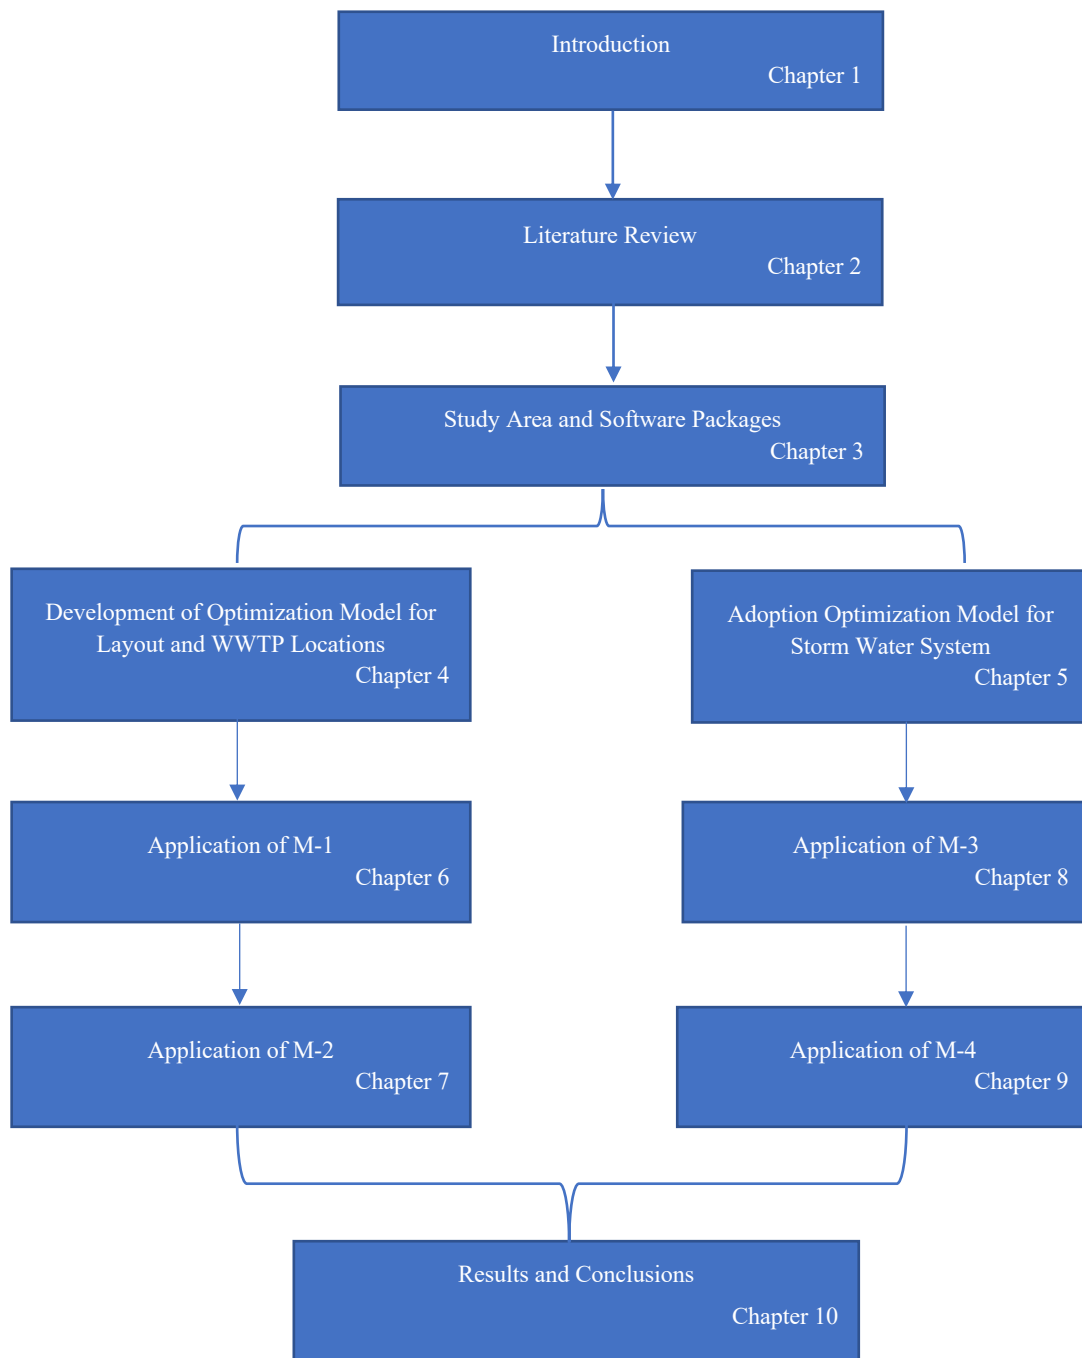 Introduction
Chapter 1
Literature Review
Chapter 2
Study Area and Software Packages
Chapter 3
Development of Optimization Model for
Layout and WWTP Locations
Chapter 4
Adoption Optimization Model for
Storm Water System
Chapter 5
Application of M-1
Chapter 6
Application of M-3
Chapter 8
Application of M-2
Chapter 7
Application of M-4
Chapter 9
Results and Conclusions
Chapter 10